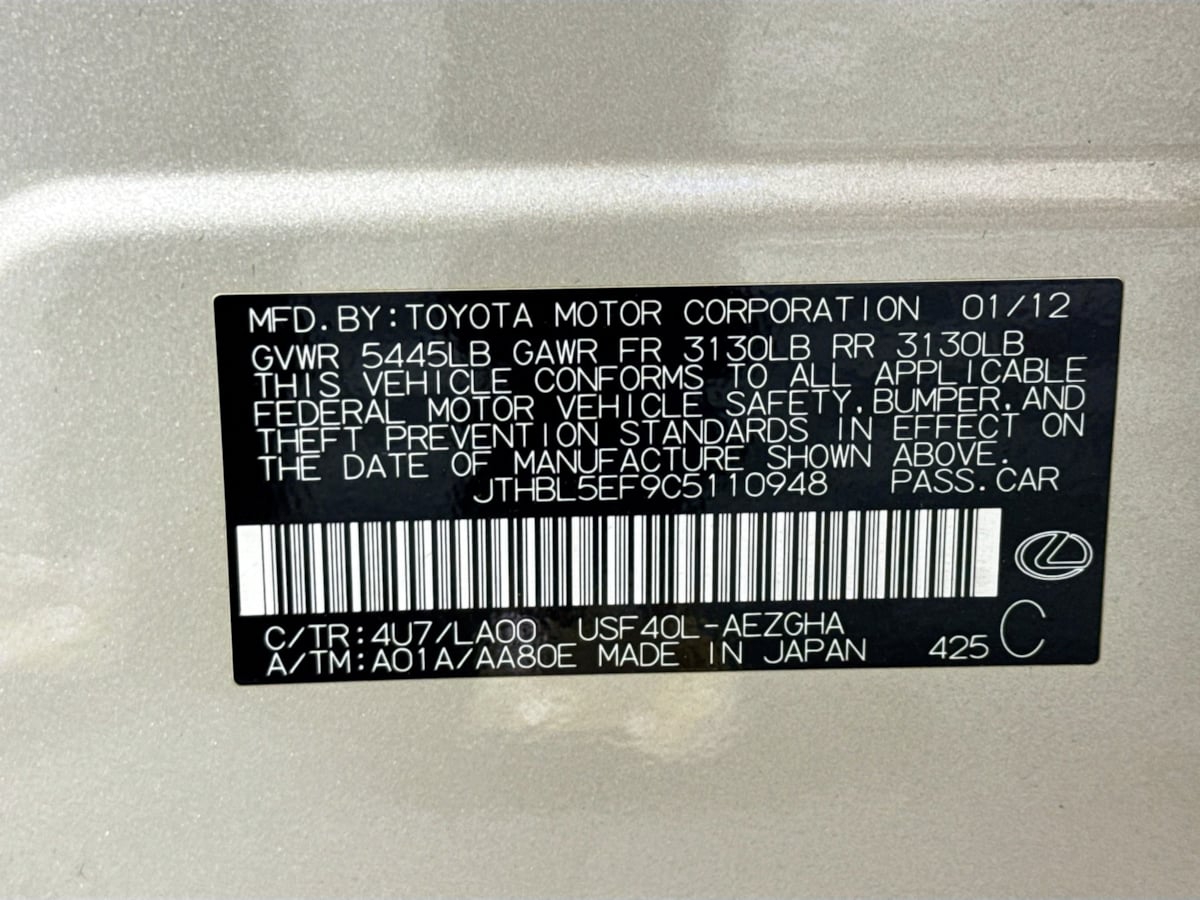 MFD.BY:TOYOTA MOTOR CORPORATION 01/12
GVWR 5445LB GAWR FR 3130LB RR 3130LB
THIS VEHICLE CONFORMS TO ALL APPLICABLE
FEDERAL MOTOR VEHICLE SAFETY,BUMPER,AND
THEFT PREVENTION STANDARDS IN EFFECT ON
THE DATE OF MANUFACTURE SHOWN ABOVE.
JTHBL5EF9C5110948 PASS.CAR
C/TR:4U7/LA00 USF40L-AEZGHA
A/TM:A01A/AA80E MADE IN JAPAN 425 C